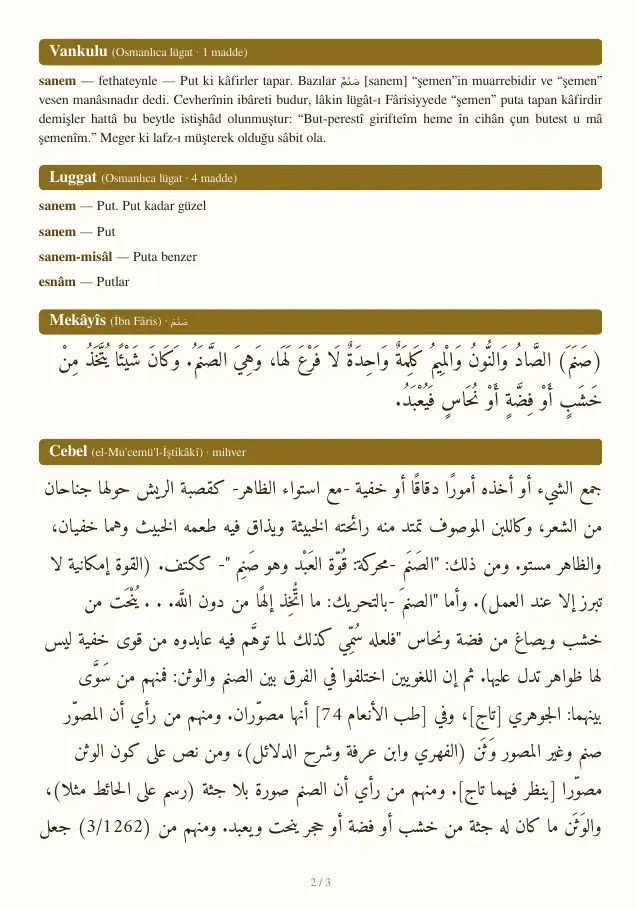 Vankulu (Osmanlıca lügat · 1 madde)
sanem — fethateynle — Put ki kâfirler tapar. Bazılar صَنَمٌ [sanem] “şemen”in muarrebidir ve “şemen”
vesen manâsınadır dedi. Cevherînin ibâreti budur, lâkin lügât-ı Fârisiyyede “şemen” puta tapan kâfirdir
demişler hattâ bu beytle istişhâd olunmuştur: “But-perestî girifteîm heme în cihân çun butest u mâ
şemenîm.” Meger ki lafz-ı müşterek olduğu sâbit ola.
Luggat (Osmanlıca lügat · 4 madde)
sanem — Put. Put kadar güzel
sanem — Put
sanem-misâl — Puta benzer
esnâm — Putlar
Mekâyîs (İbn Fâris) · صَنَمَ
(صَنَمَ) الصَّادُ وَالنُّونُ وَالْمِيمُ كَلِمَةٌ وَاحِدَةٌ لَا فَرْعَ لَهَا، وَهِيَ الصَّنَمُ. وَكَانَ شَيْئًا يُتَّخَذُ مِنْ
خَشَبٍ أَوْ فِضَّةٍ أَوْ نُحَاسٍ فَيُعْبَدُ.
Cebel (el-Mu'cemü'l-İştikâkî) · mihver
جمع الشيء أو أخذه أمورًا دقاقًا أو خفية -مع استواء الظاهر- كقصبة الريش حولها جناحان
من الشعر، وكاللبن الموصوف تمتد منه رائحته الخبيثة ويذاق فيه طعمه الخبيث وهما خفيان،
والظاهر مستو. ومن ذلك: "الصَنَم -محركة: قُوّة العَبْد وهو صَنِم "- ككتف. (القوة إمكانية لا
تبرز إلا عند العمل). وأما "الصنمَ -بالتحريك: ما اتُّخِذ إلهًا من دون الله. . . يُنْحَت من
خشب ويصاغ من فضة ونحاس "فلعله سُمِّي كذلك لما توهَّم فيه عابدوه من قوى خفية ليس
لها ظواهر تدل عليها. ثم إن اللغويين اختلفوا في الفرق بين الصنم والوثن: فمنهم من سَوَّى
بينهما: الجوهري [تاج]، وفي [طب الأنعام 74] أنها مصوّران. ومنهم من رأي أن المصوّر
صنم وغير المصور وَثَن (الفهري وابن عرفة وشرح الدلائل)، ومن نص على كون الوثن
مصوّرا [ينظر فيهما تاج]. ومنهم من رأي أن الصنم صورة بلا جثة (رسم على الحائط مثلا)،
والوَثَن ما كان له جثة من خشب أو فضة أو حجر ينحت ويعبد. ومنهم من (3/1262) جعل
2 / 3